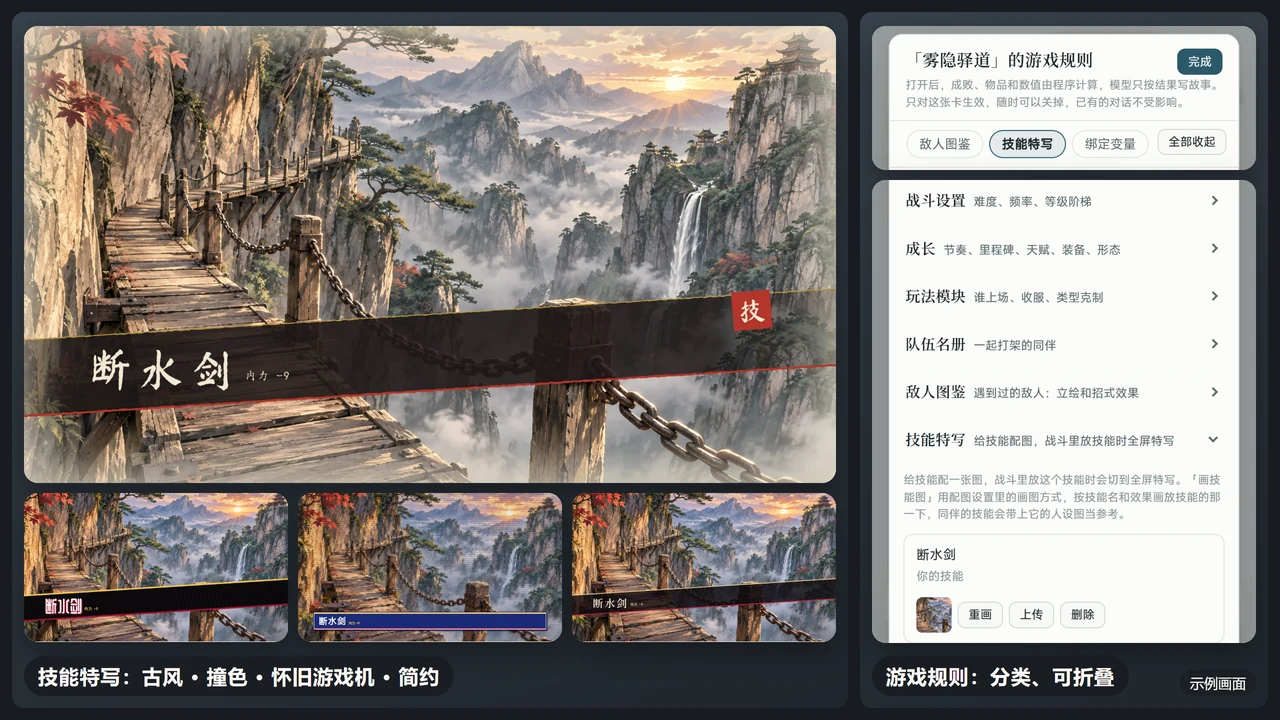 技
断水剑 内力 -9
断水剑 内力 -9
断水剑 内力 -9
断水剑 内力 -9
技能特写：古风 • 撞色 • 怀旧游戏机 • 简约
「雾隐驿道」的游戏规则
完成
打开后，成败、物品和数值由程序计算，模型只按结果写故事。
只对这张卡生效，随时可以关掉，已有的对话不受影响。
敌人图鉴 技能特写 绑定变量 全部收起
战斗设置 难度、频率、等级阶梯
成长 节奏、里程碑、天赋、装备、形态
玩法模块 谁上场、收服、类型克制
队伍名册 一起打架的同伴
敌人图鉴 遇到过的敌人：立绘和招式效果
技能特写 给技能配图，战斗里放技能时全屏特写
给技能配一张图，战斗里放这个技能时会切到全屏特写。「画技
能图」用配图设置里的画图方式，按技能名和效果画放技能的那
一下，同伴的技能会带上它的人设图当参考。
断水剑
你的技能
重画 上传 删除
游戏规则：分类、可折叠
示例画面